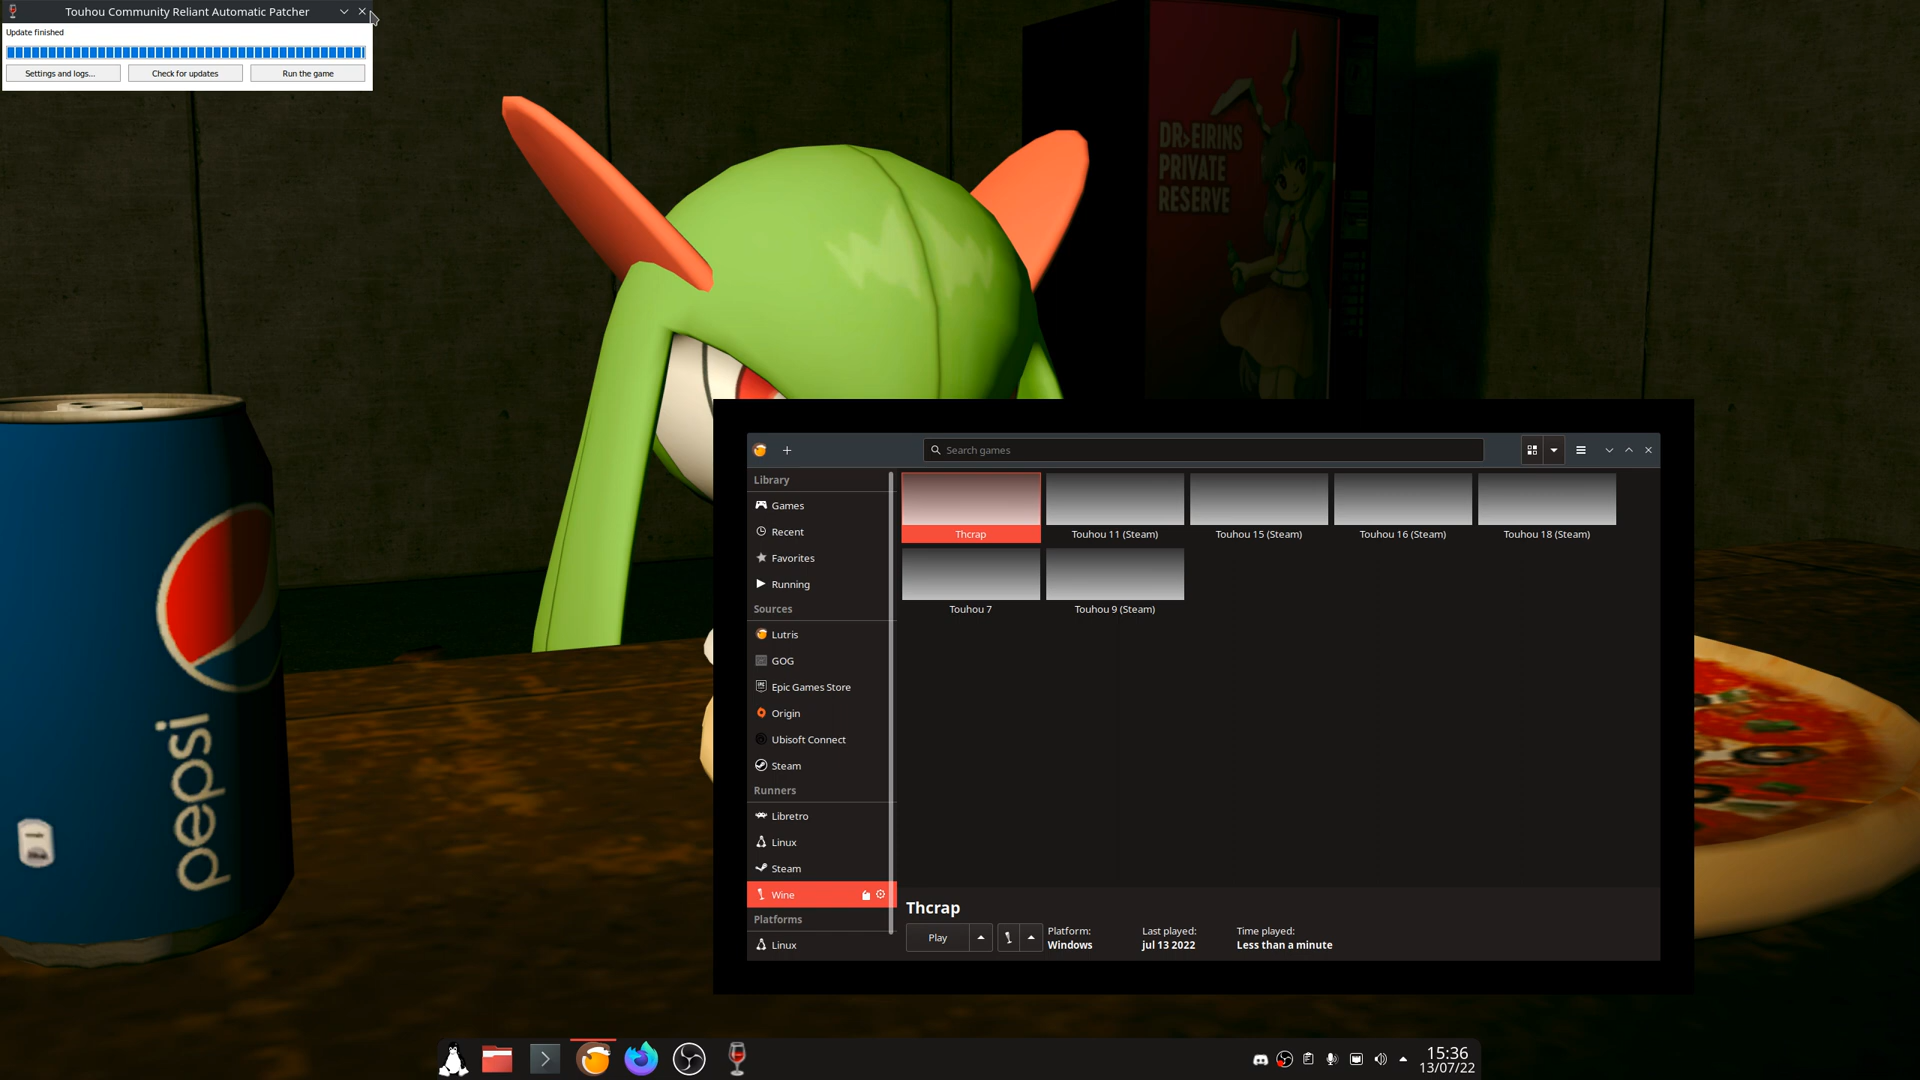 Touhou Community Reliant Automatic Patcher
Update finished
Settings and logs...
Check for updates
Run the game
DR>EIRINS
PRIVATE
RESERVE
pepsi
Search games
Library
Games
Recent
Favorites
Running
Sources
Lutris
GOG
Epic Games Store
Origin
Ubisoft Connect
Steam
Runners
Libretro
Linux
Steam
Wine
Platforms
Linux
Thcrap
Touhou 11 (Steam)
Touhou 15 (Steam)
Touhou 16 (Steam)
Touhou 18 (Steam)
Touhou 7
Touhou 9 (Steam)
Thcrap
Play
Platform:
Windows
Last played:
jul 13 2022
Time played:
Less than a minute
15:36
13/07/22